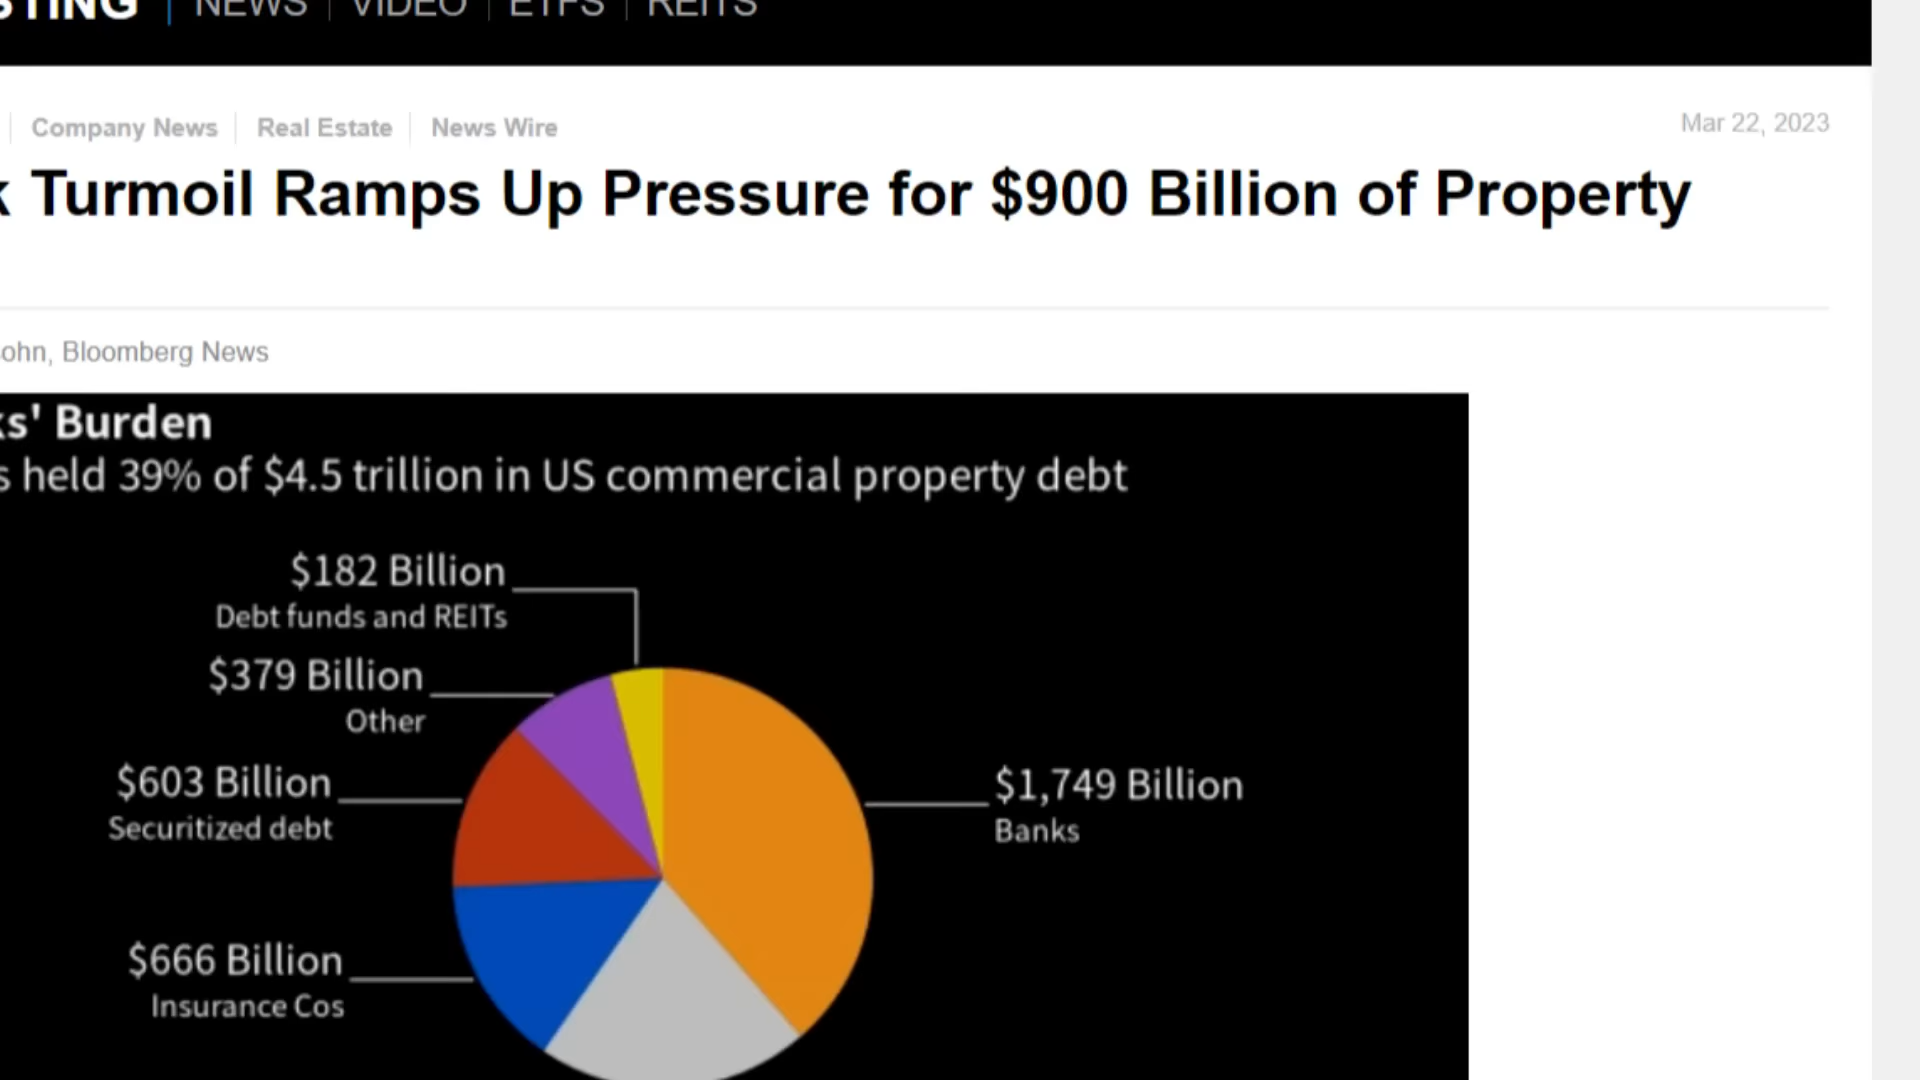 STING | NEWS | VIDEO | ETFS | REITS
Company News | Real Estate | News Wire
Mar 22, 2023
k Turmoil Ramps Up Pressure for $900 Billion of Property
ohn, Bloomberg News
ks' Burden
s held 39% of $4.5 trillion in US commercial property debt
$182 Billion
Debt funds and REITs
$379 Billion
Other
$603 Billion
Securitized debt
$1,749 Billion
Banks
$666 Billion
Insurance Cos